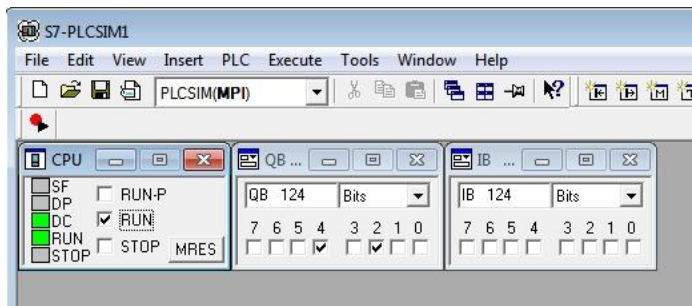 S7-PLCSIM1
File Edit View Insert PLC Execute Tools Window Help
PLCSIM(MPI)
CPU
SF
DP
DC
RUN
STOP
RUN-P
RUN
STOP
MRES
QB ...
QB 124 Bits
7 6 5 4 3 2 1 0
IB ...
IB 124 Bits
7 6 5 4 3 2 1 0